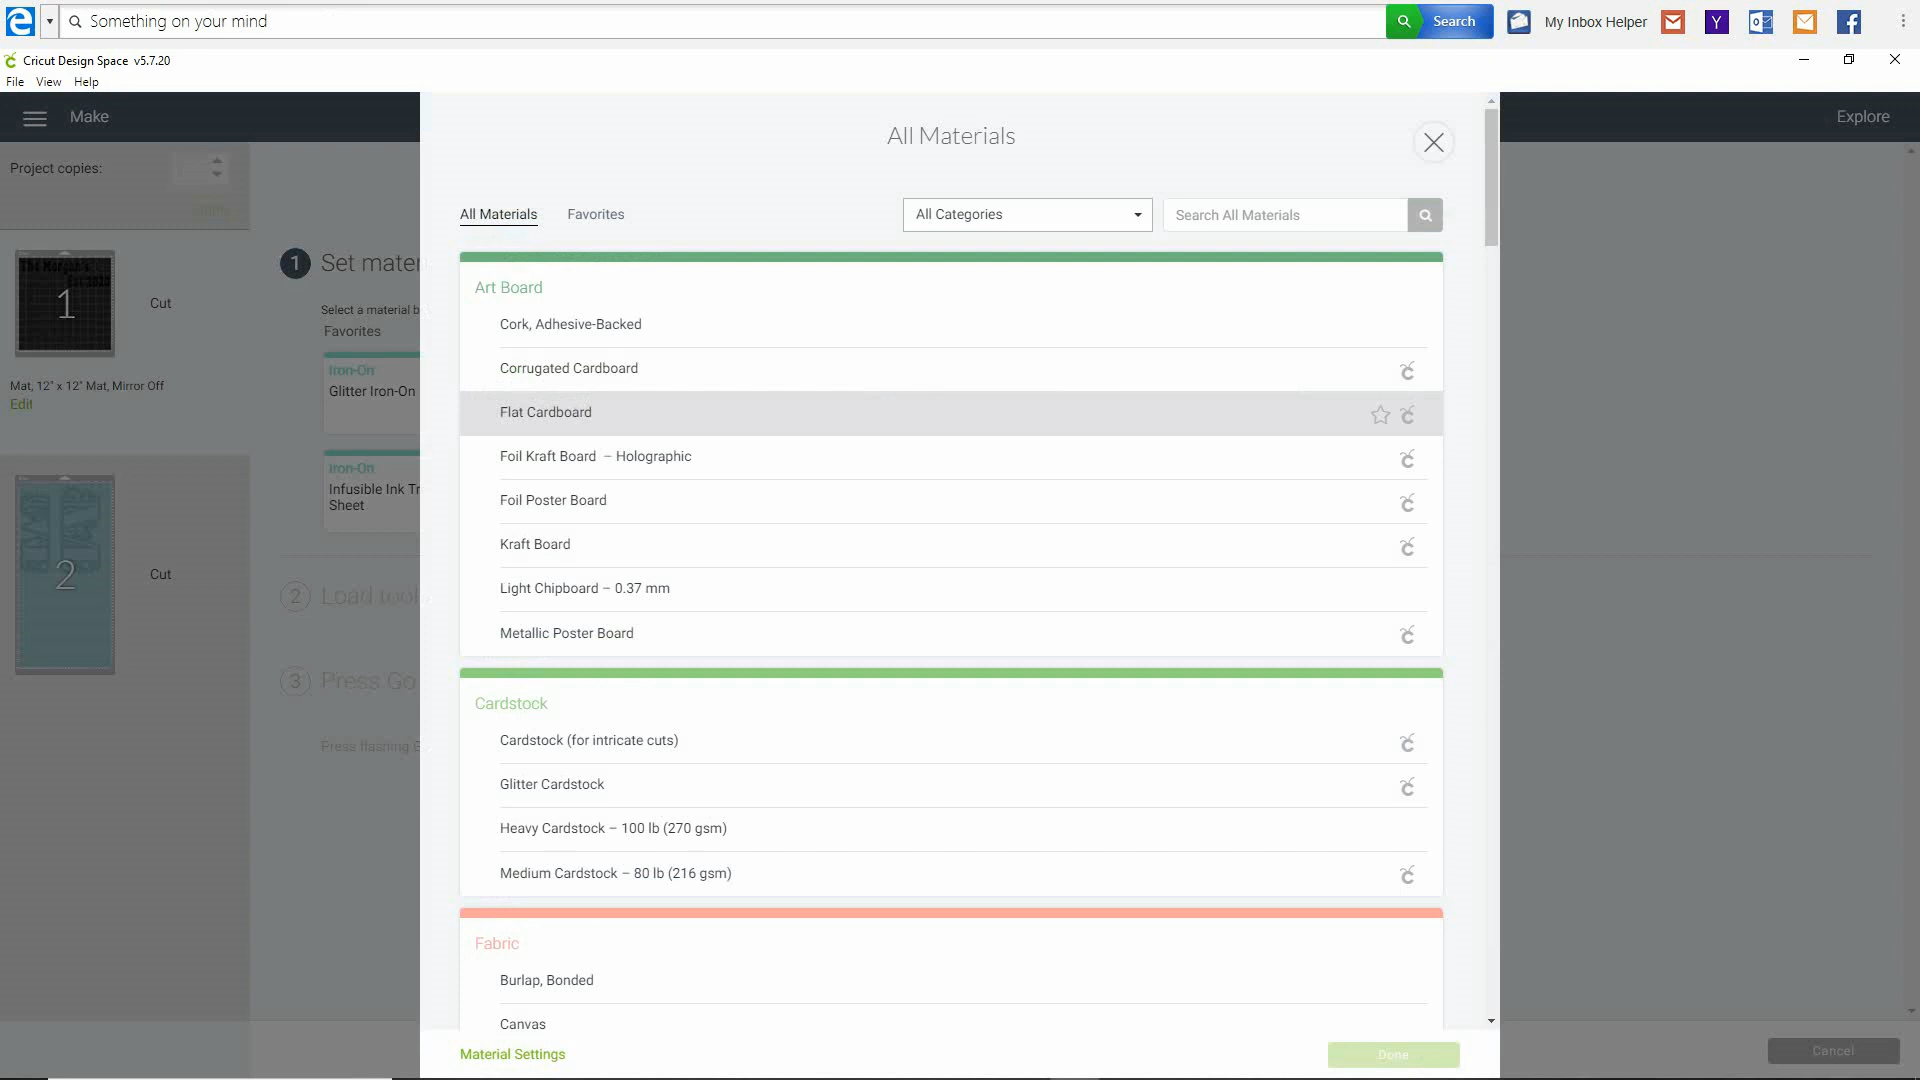 Something on your mind
Search
My Inbox Helper
Cricut Design Space v5.7.20
File View Help
Make
Explore
Project copies:
1
Cut
Mat, 12" x 12" Mat, Mirror Off
Edit
2
Cut
1 Set mater
Select a material b
Favorites
Iron-On
Glitter Iron-On
Iron-On
Infusible Ink Tr
Sheet
2 Load tool
3 Press Go
Press flashing G
All Materials
All Materials
Favorites
All Categories
Search All Materials
Art Board
Cork, Adhesive-Backed
Corrugated Cardboard
Flat Cardboard
Foil Kraft Board – Holographic
Foil Poster Board
Kraft Board
Light Chipboard – 0.37 mm
Metallic Poster Board
Cardstock
Cardstock (for intricate cuts)
Glitter Cardstock
Heavy Cardstock – 100 lb (270 gsm)
Medium Cardstock – 80 lb (216 gsm)
Fabric
Burlap, Bonded
Canvas
Material Settings
Done
Cancel